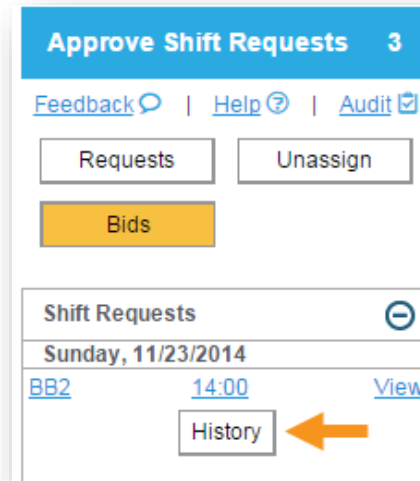 Approve Shift Requests 3
Feedback | Help ? | Audit
Requests Unassign
Bids
Shift Requests
Sunday, 11/23/2014
BB2 14:00 View
History